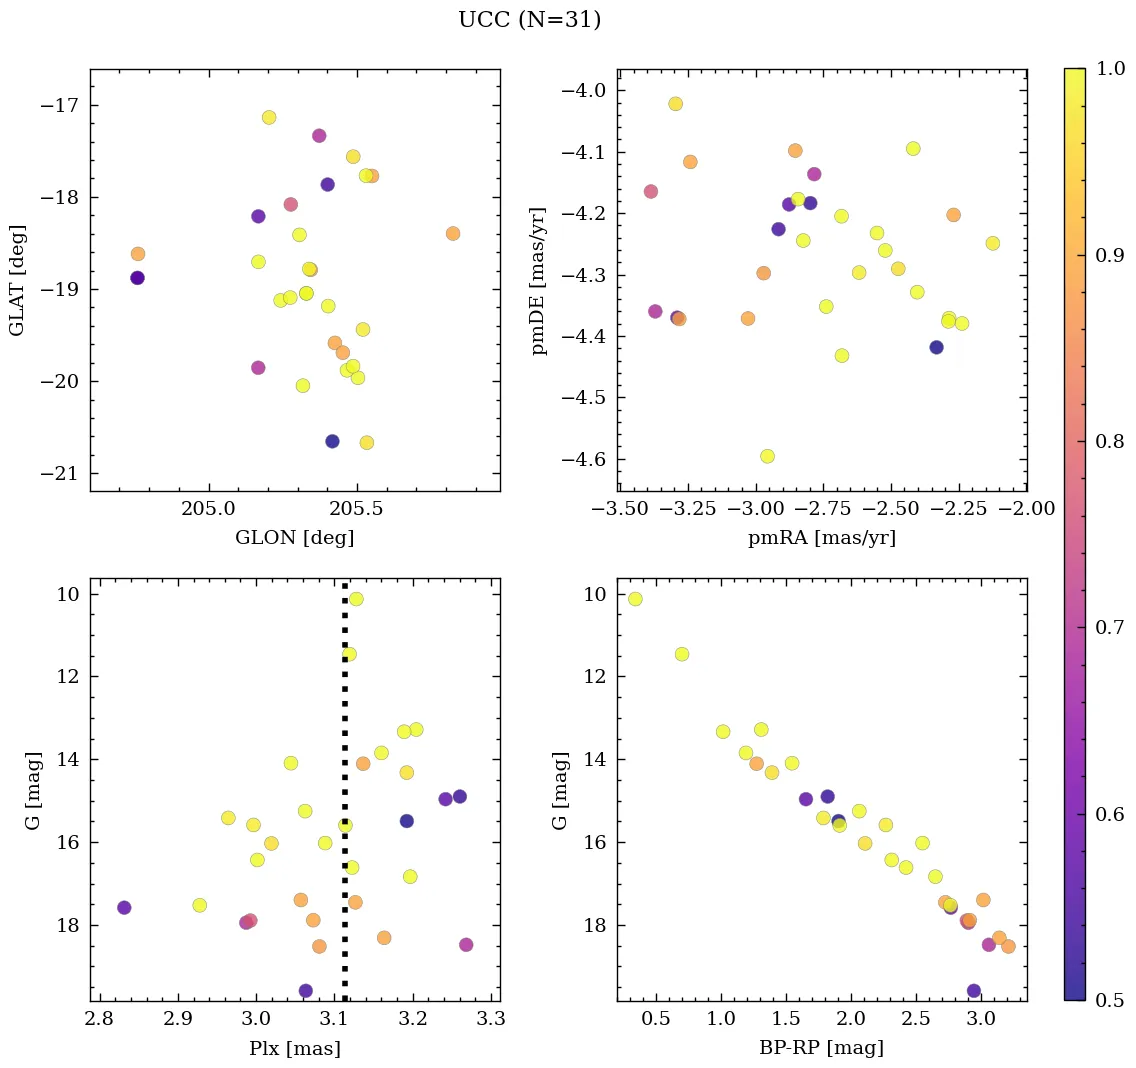 UCC (N=31)
−17
−18
−19
−20
−21
GLAT [deg]
205.0 205.5
GLON [deg]
−4.0
−4.1
−4.2
−4.3
−4.4
−4.5
−4.6
pmDE [mas/yr]
−3.50 −3.25 −3.00 −2.75 −2.50 −2.25 −2.00
pmRA [mas/yr]
1.0
0.9
0.8
0.7
0.6
0.5
10
12
14
16
18
G [mag]
2.8 2.9 3.0 3.1 3.2 3.3
Plx [mas]
10
12
14
16
18
G [mag]
0.5 1.0 1.5 2.0 2.5 3.0
BP-RP [mag]